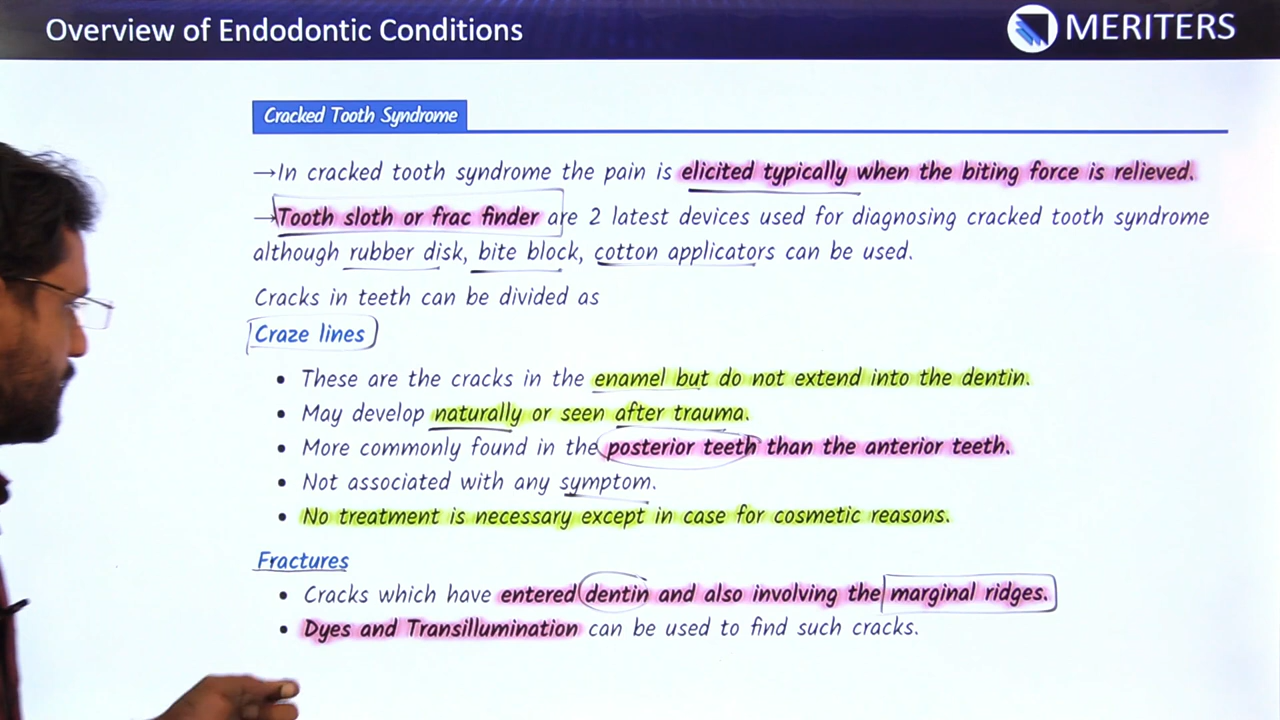 Overview of Endodontic Conditions
MERITERS
Cracked Tooth Syndrome
→In cracked tooth syndrome the pain is elicited typically when the biting force is relieved.
→Tooth sloth or frac finder are 2 latest devices used for diagnosing cracked tooth syndrome
although rubber disk, bite block, cotton applicators can be used.
Cracks in teeth can be divided as
Craze lines
• These are the cracks in the enamel but do not extend into the dentin.
• May develop naturally or seen after trauma.
• More commonly found in the posterior teeth than the anterior teeth.
• Not associated with any symptom.
• No treatment is necessary except in case for cosmetic reasons.
Fractures
• Cracks which have entered dentin and also involving the marginal ridges.
• Dyes and Transillumination can be used to find such cracks.